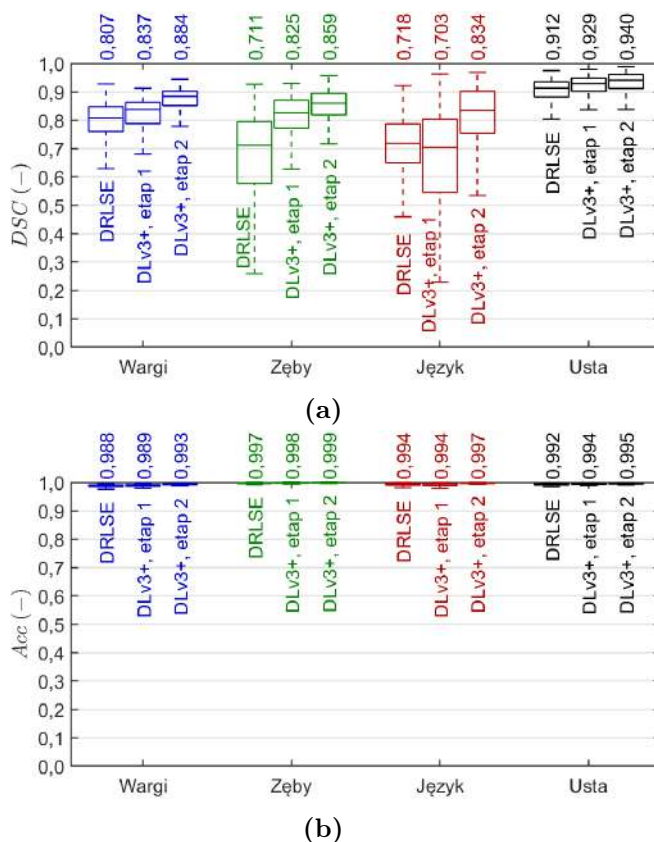 0,807 0,837 0,884 0,711 0,825 0,859 0,718 0,703 0,834 0,912 0,929 0,940
DSC (−)
1,0
0,9
0,8
0,7
0,6
0,5
0,4
0,3
0,2
0,1
0,0
DRLSE
DLv3+, etap 1
DLv3+, etap 2
DRLSE
DLv3+, etap 1
DLv3+, etap 2
DRLSE
DLv3+, etap 1
DLv3+, etap 2
DRLSE
DLv3+, etap 1
DLv3+, etap 2
Wargi Zęby Język Usta
(a)
0,988 0,989 0,993 0,997 0,998 0,999 0,994 0,994 0,997 0,992 0,994 0,995
Acc (−)
1,0
0,9
0,8
0,7
0,6
0,5
0,4
0,3
0,2
0,1
0,0
DRLSE
DLv3+, etap 1
DLv3+, etap 2
DRLSE
DLv3+, etap 1
DLv3+, etap 2
DRLSE
DLv3+, etap 1
DLv3+, etap 2
DRLSE
DLv3+, etap 1
DLv3+, etap 2
Wargi Zęby Język Usta
(b)